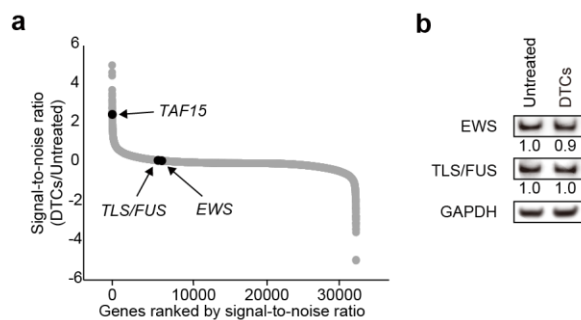 a
Signal-to-noise ratio
(DTCs/Untreated)
6
4
2
0
-2
-4
-6
TAF15
TLS/FUS
EWS
0
10000
20000
30000
Genes ranked by signal-to-noise ratio
b
Untreated
DTCs
EWS
1.0 0.9
TLS/FUS
1.0 1.0
GAPDH